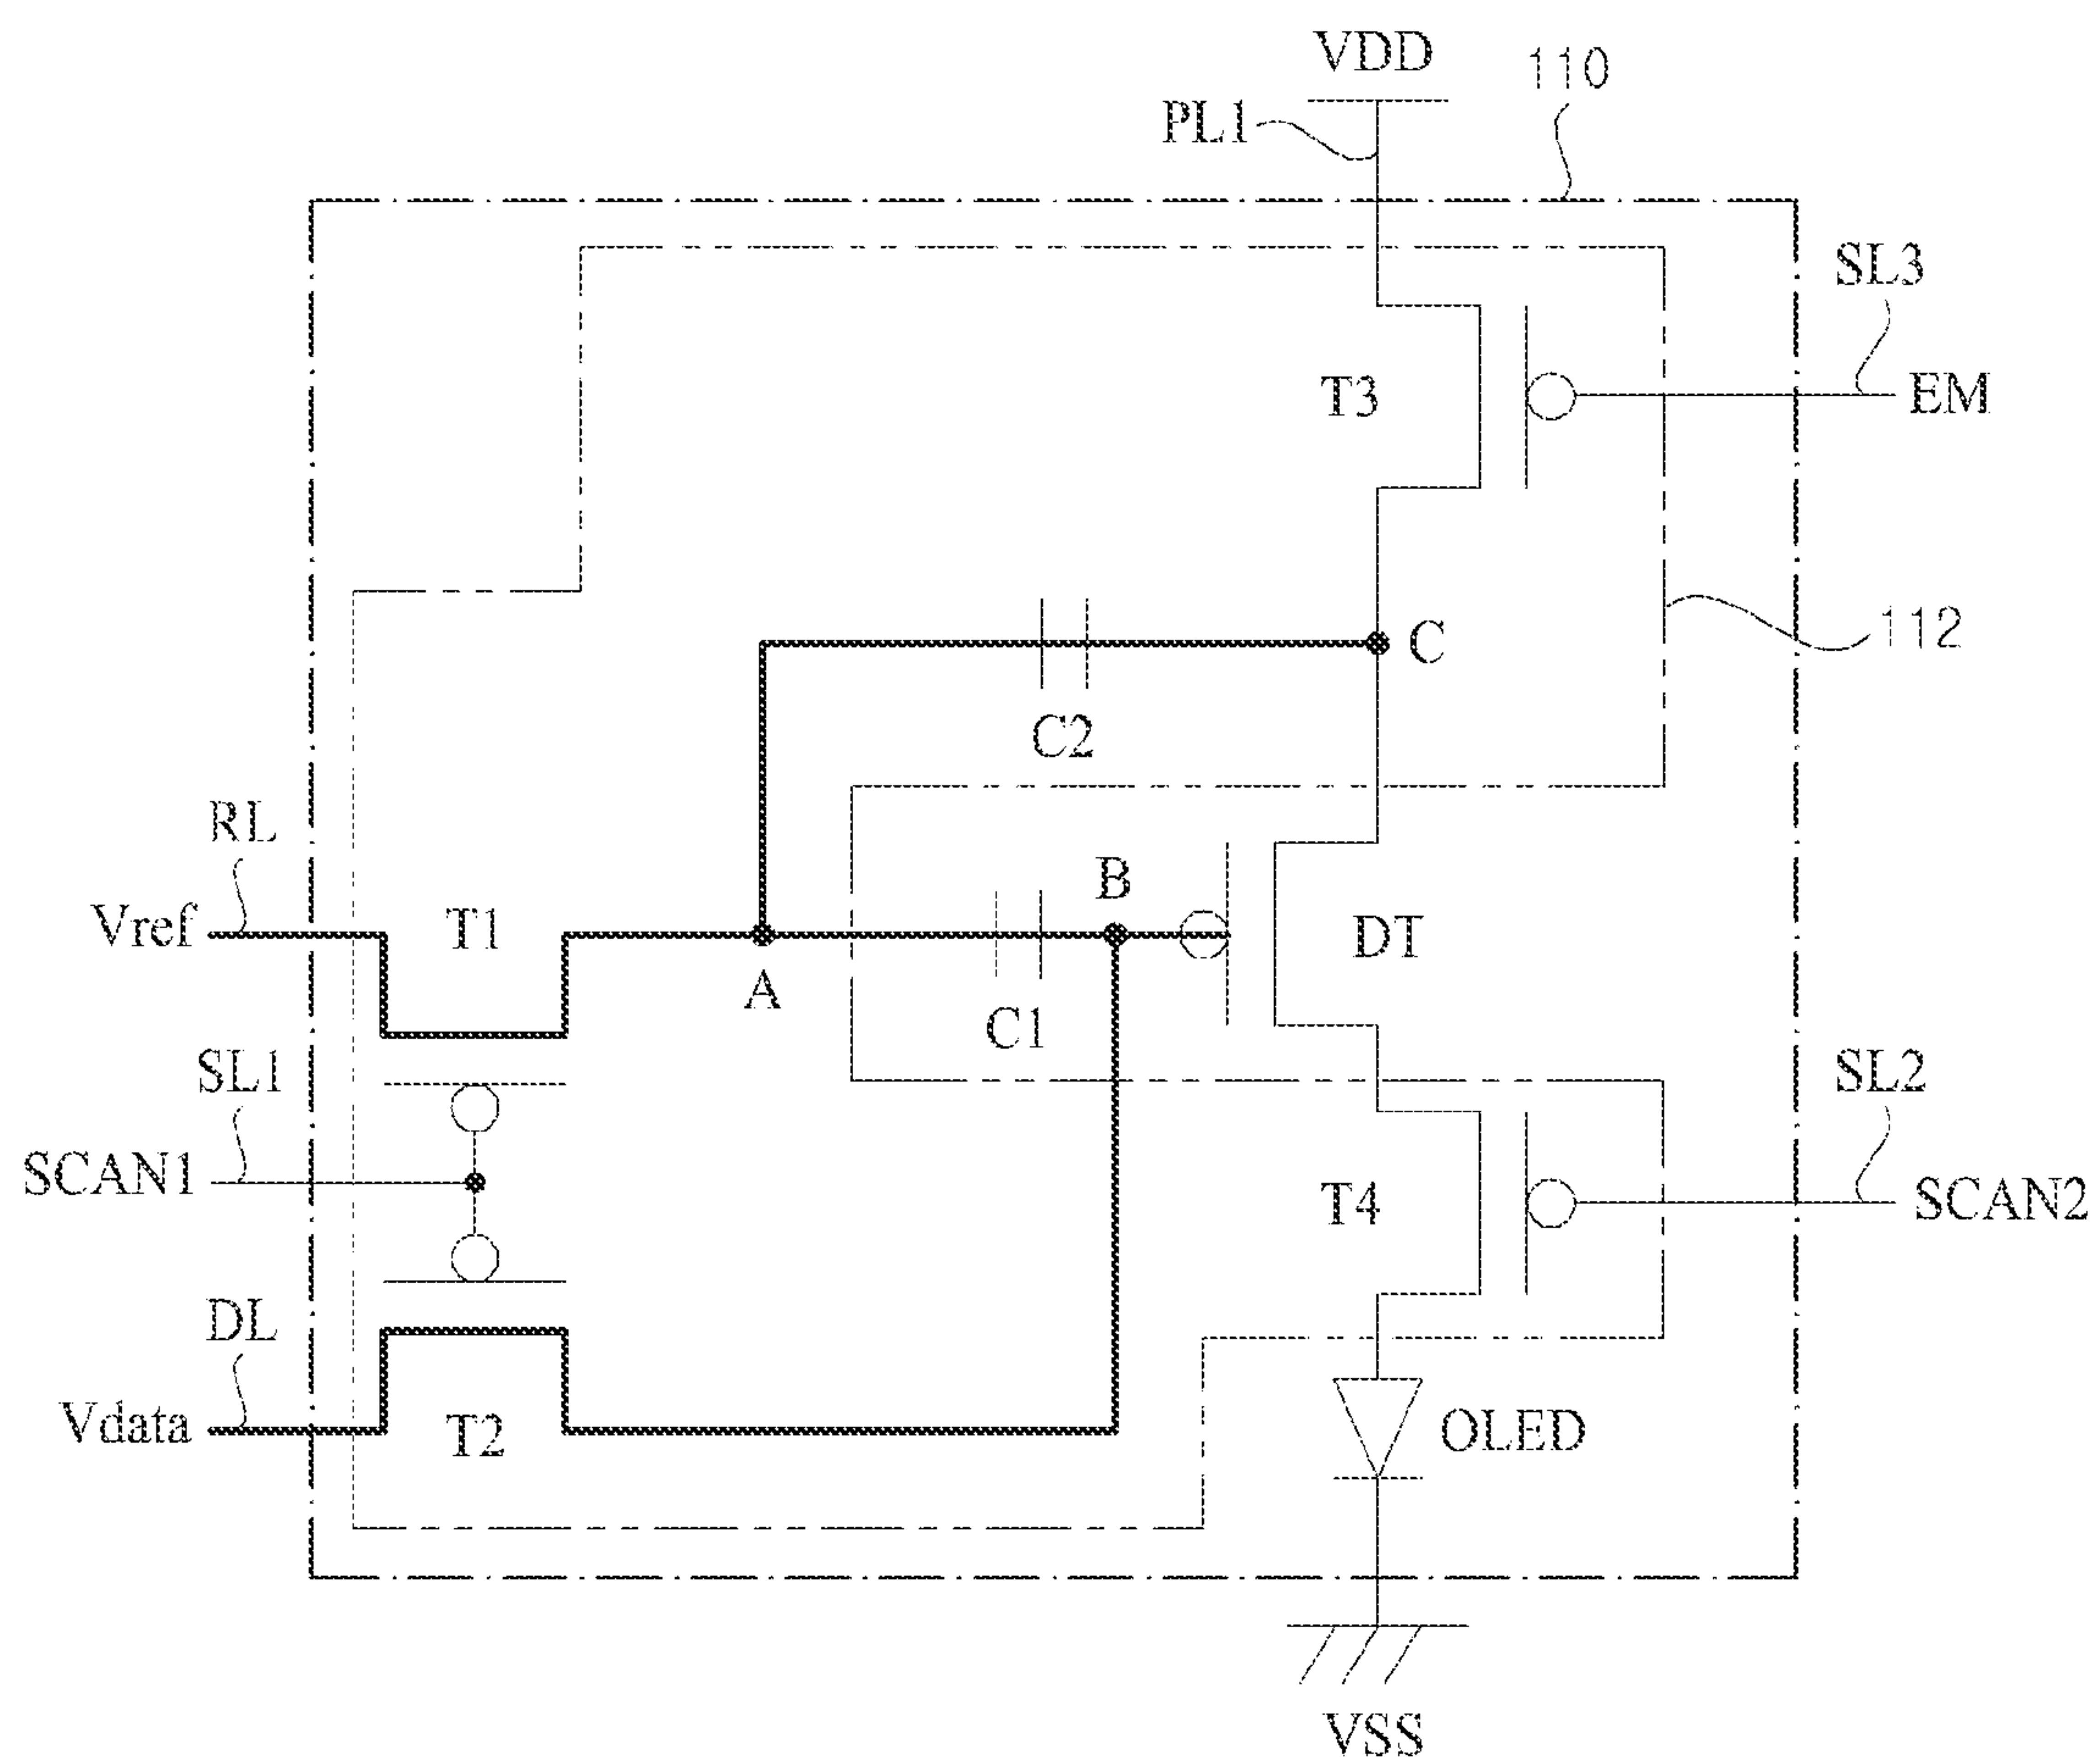 VDD
110
PL1
SL3
T3
EM
C
112
C2
RL
B
Vref
T1
DT
A
C1
SL1
SL2
SCAN1
T4
SCAN2
DL
Vdata
T2
OLED
VSS